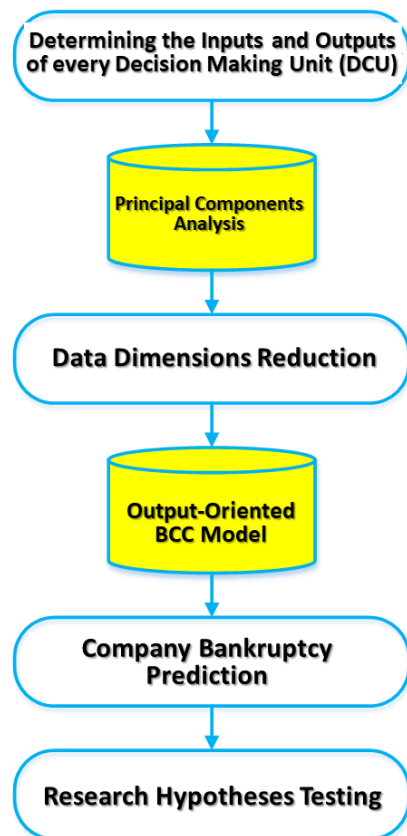 Determining the Inputs and Outputs
of every Decision Making Unit (DCU)
Principal Components
Analysis
Data Dimensions Reduction
Output-Oriented
BCC Model
Company Bankruptcy
Prediction
Research Hypotheses Testing